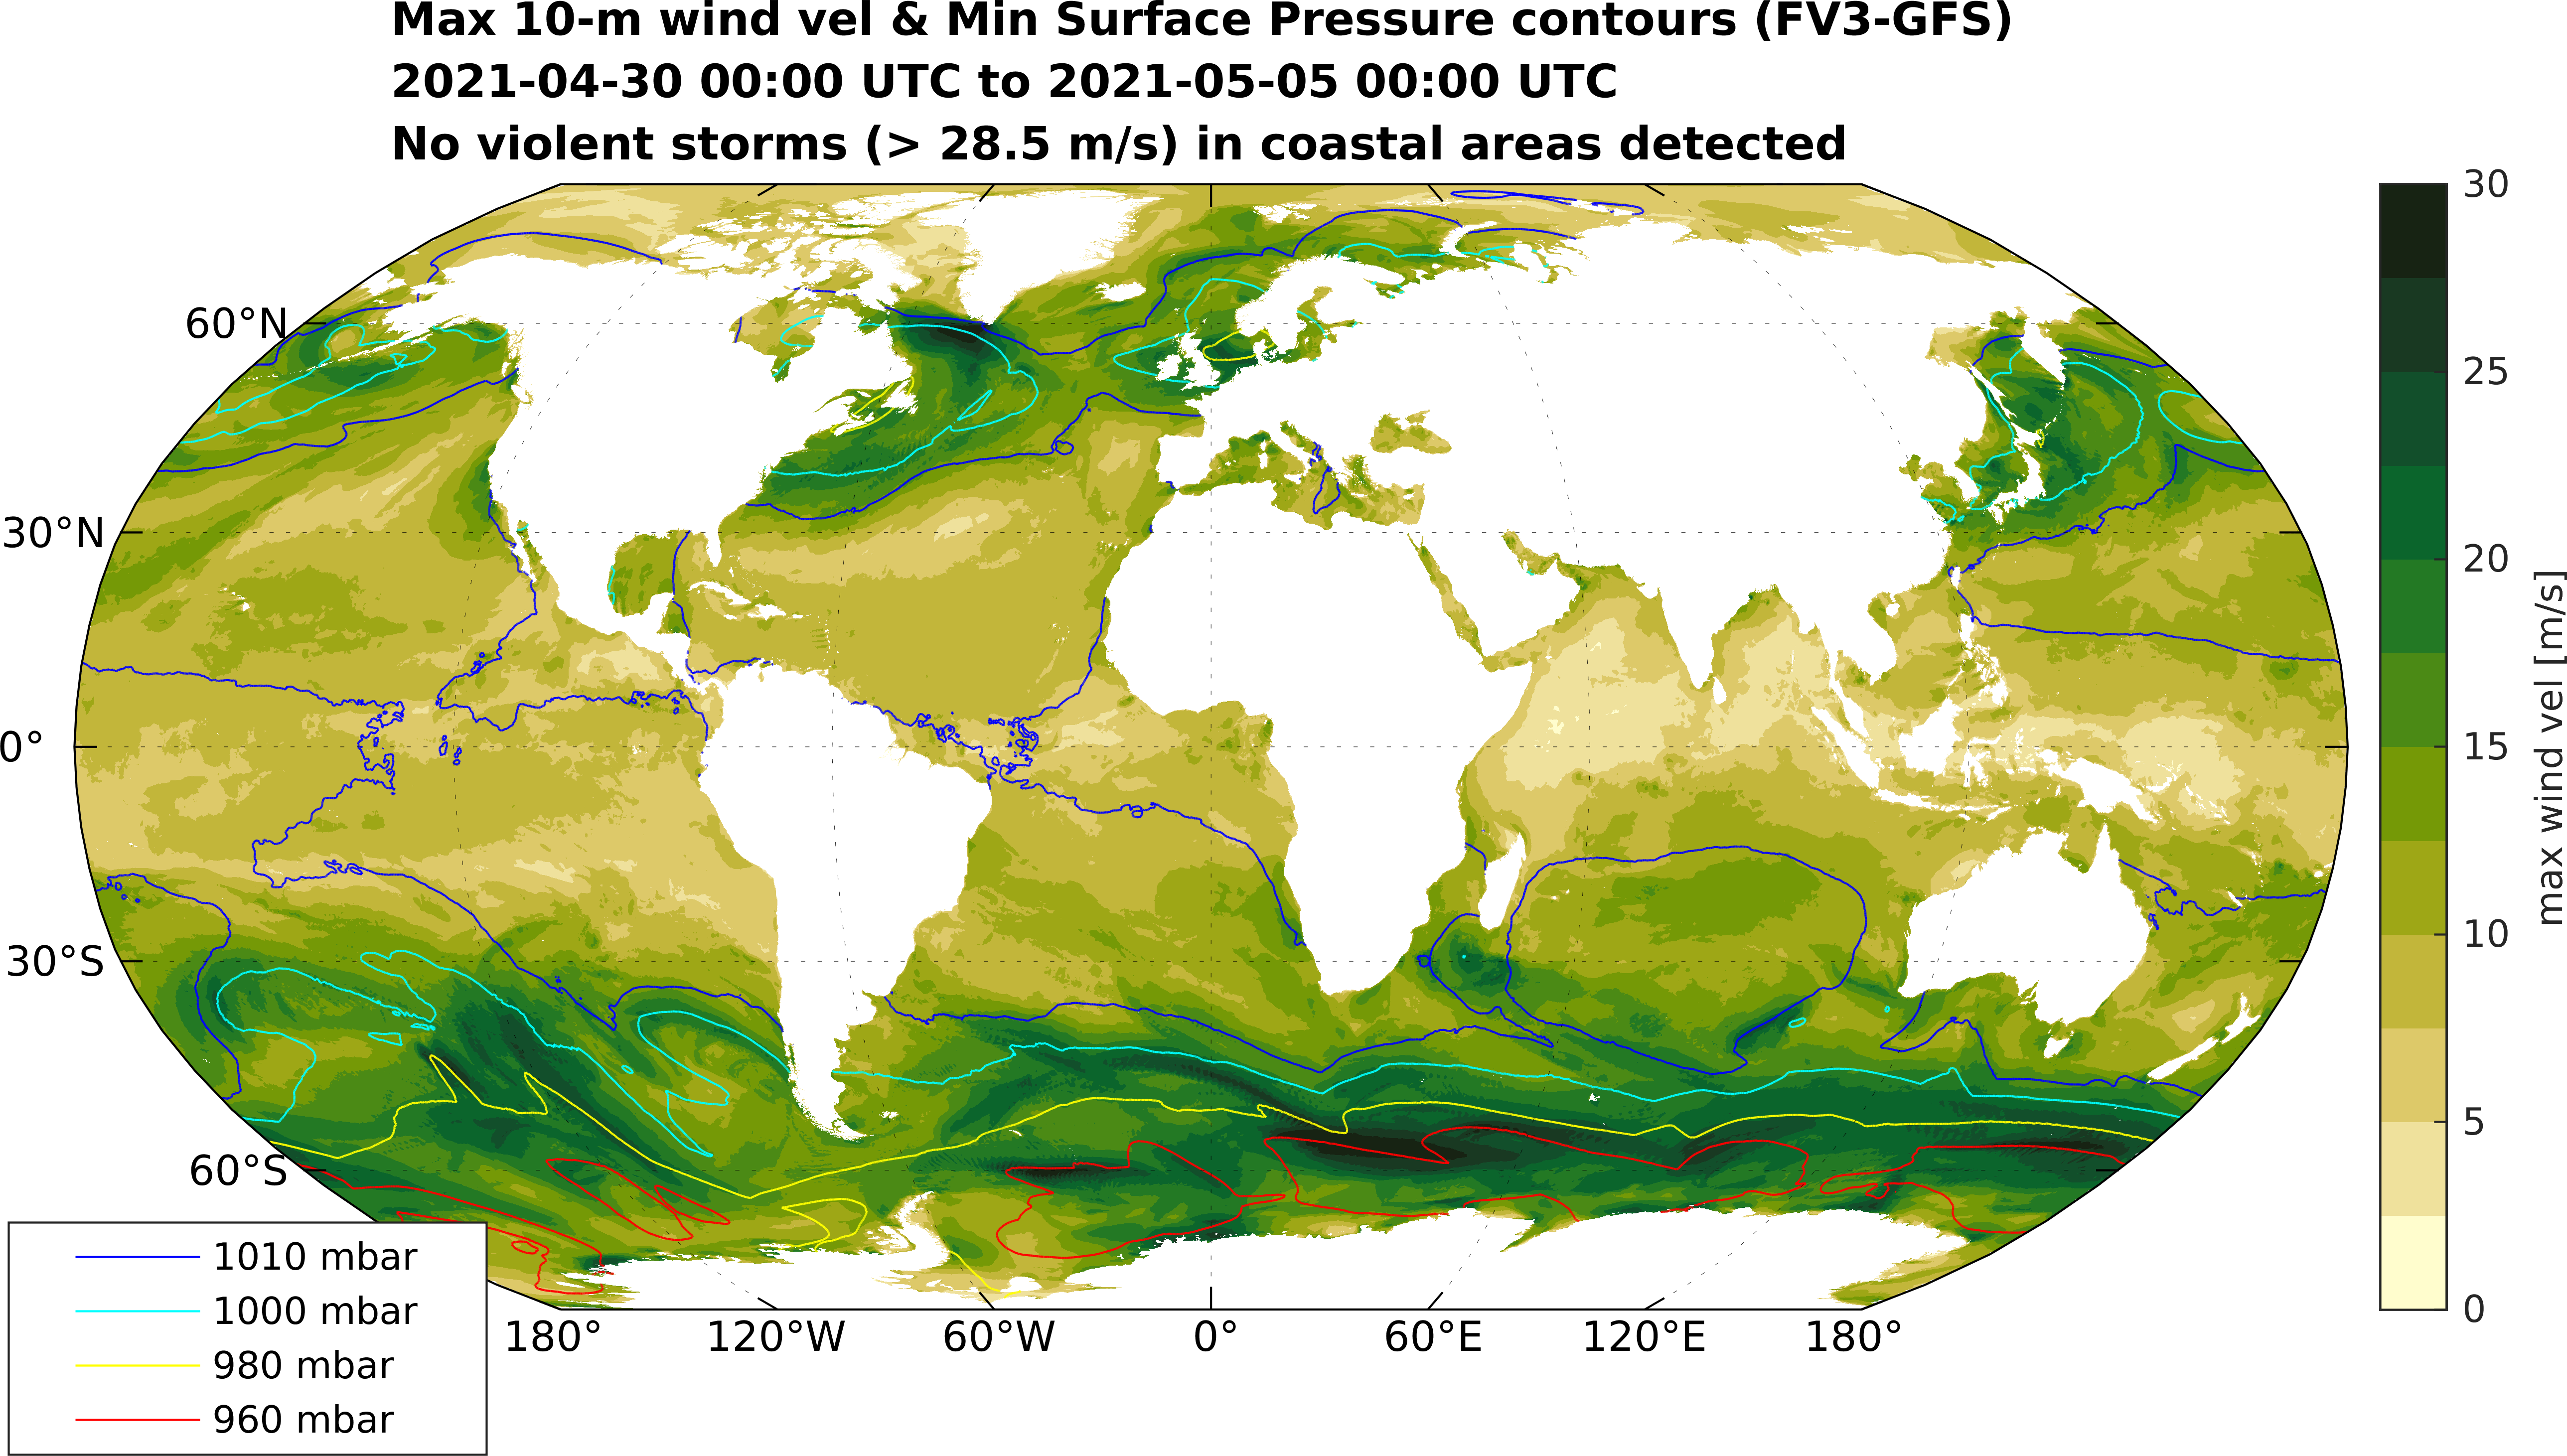 Max 10-m wind vel & Min Surface Pressure contours (FV3-GFS)
2021-04-30 00:00 UTC to 2021-05-05 00:00 UTC
No violent storms (> 28.5 m/s) in coastal areas detected
60°N
30°N
0°
30°S
60°S
180°
120°W
60°W
0°
60°E
120°E
180°
1010 mbar
1000 mbar
980 mbar
960 mbar
30
25
20
15
10
5
0
max wind vel [m/s]